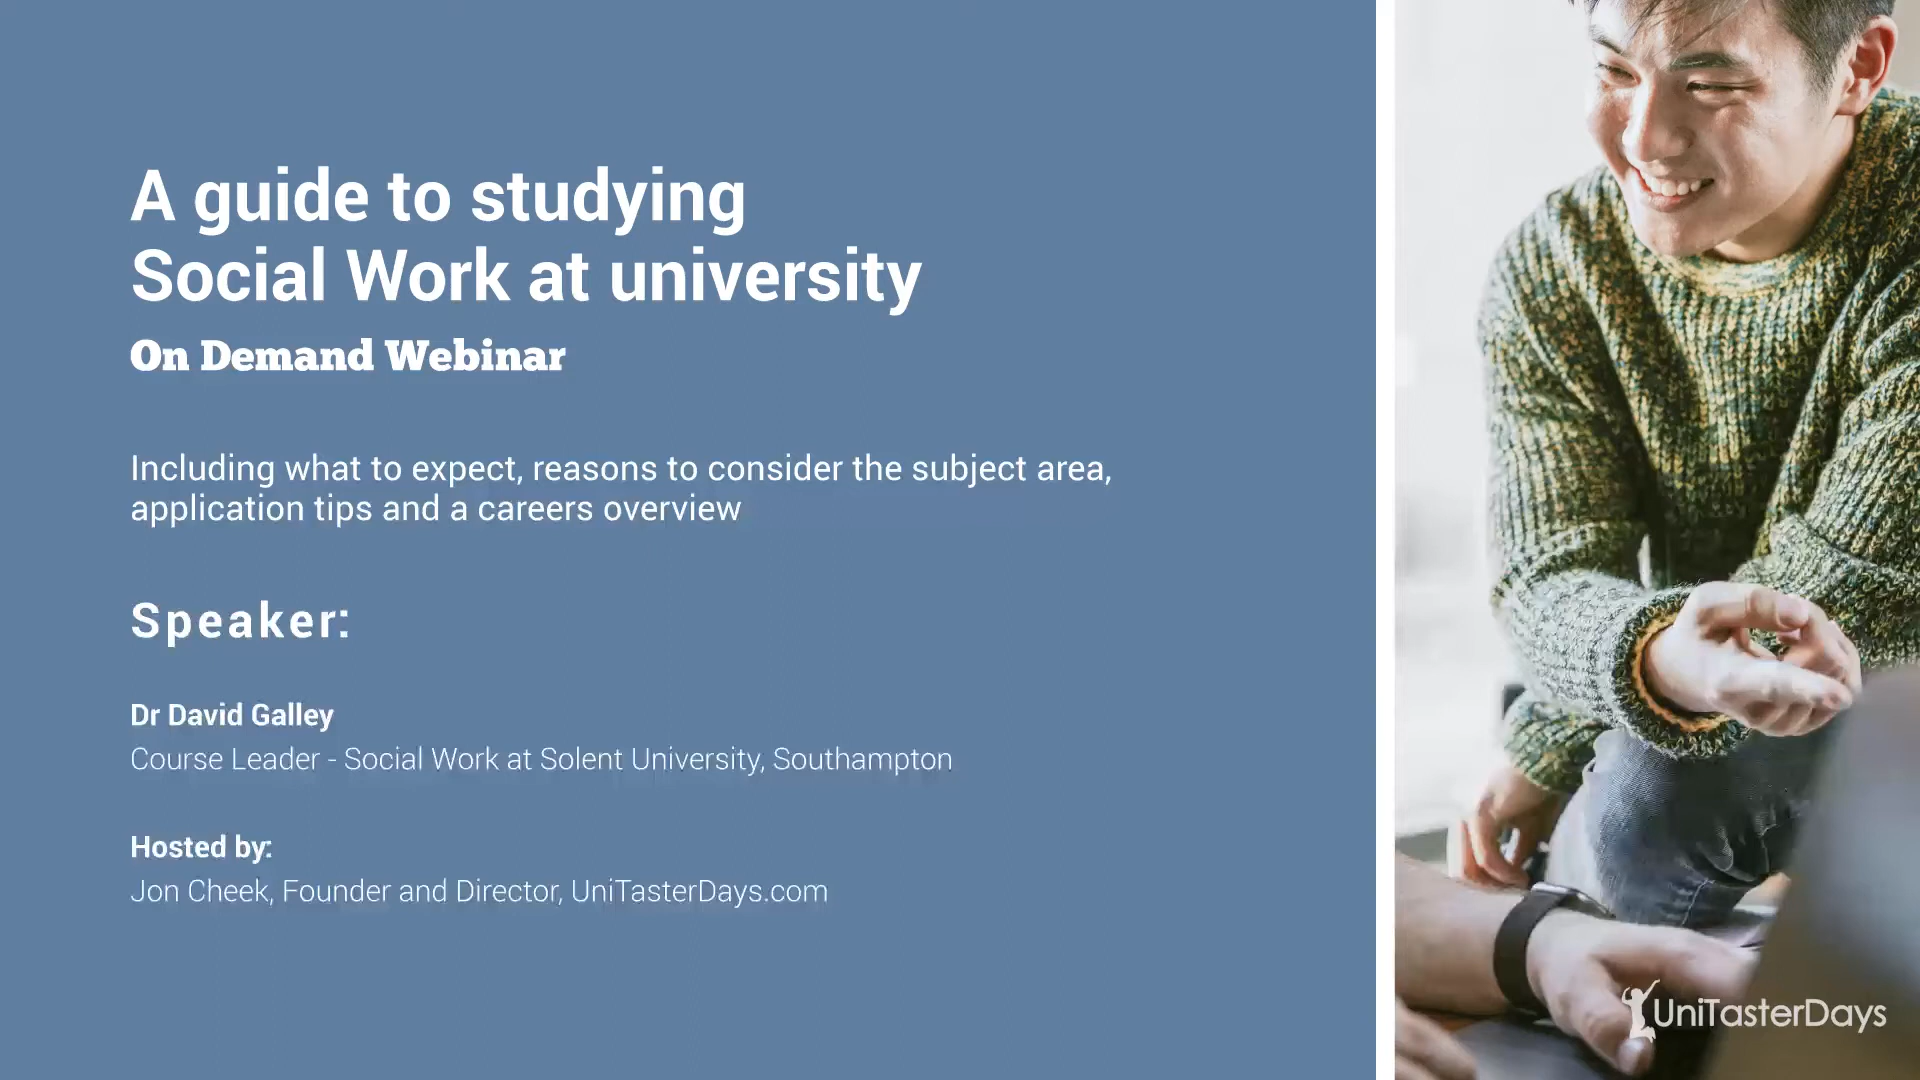 A guide to studying
Social Work at university
On Demand Webinar
Including what to expect, reasons to consider the subject area,
application tips and a careers overview
Speaker:
Dr David Galley
Course Leader - Social Work at Solent University, Southampton
Hosted by:
Jon Cheek, Founder and Director, UniTasterDays.com
UniTasterDays